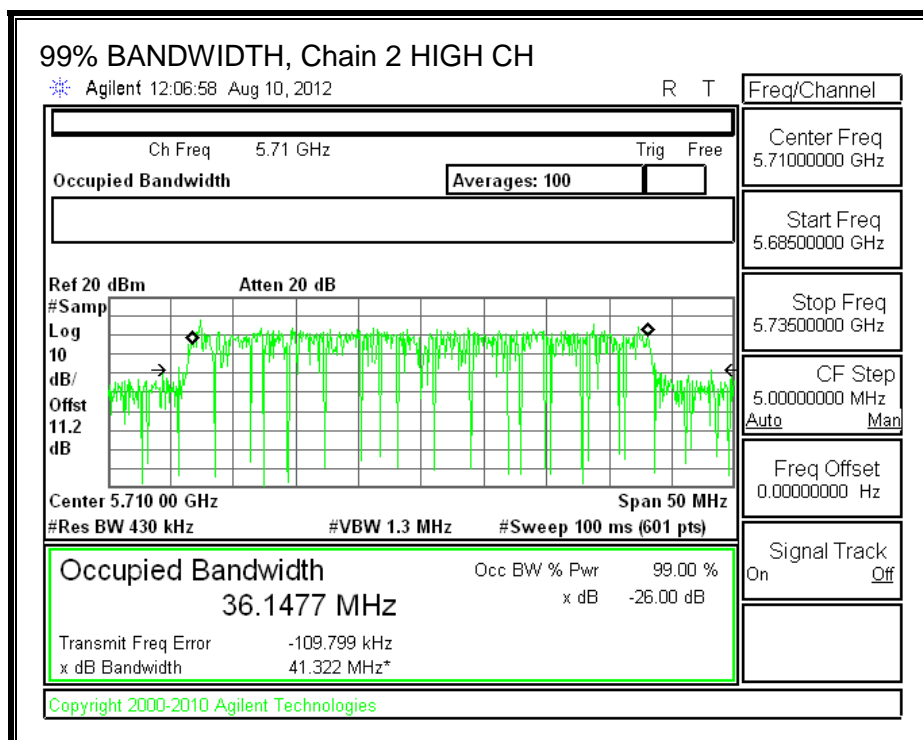 99% BANDWIDTH, Chain 2 HIGH CH
Agilent 12:06:58 Aug 10, 2012 R T
Freq/Channel
Ch Freq 5.71 GHz Trig Free
Occupied Bandwidth Averages: 100
Center Freq
5.71000000 GHz
Start Freq
5.68500000 GHz
Stop Freq
5.73500000 GHz
CF Step
5.00000000 MHz
Auto Man
Freq Offset
0.00000000 Hz
Signal Track
On Off
Ref 20 dBm Atten 20 dB
#Samp
Log
10
dB/
Offst
11.2
dB
Center 5.710 00 GHz Span 50 MHz
#Res BW 430 kHz #VBW 1.3 MHz #Sweep 100 ms (601 pts)
Occupied Bandwidth Occ BW % Pwr 99.00 %
36.1477 MHz x dB -26.00 dB
Transmit Freq Error -109.799 kHz
x dB Bandwidth 41.322 MHz*
Copyright 2000-2010 Agilent Technologies